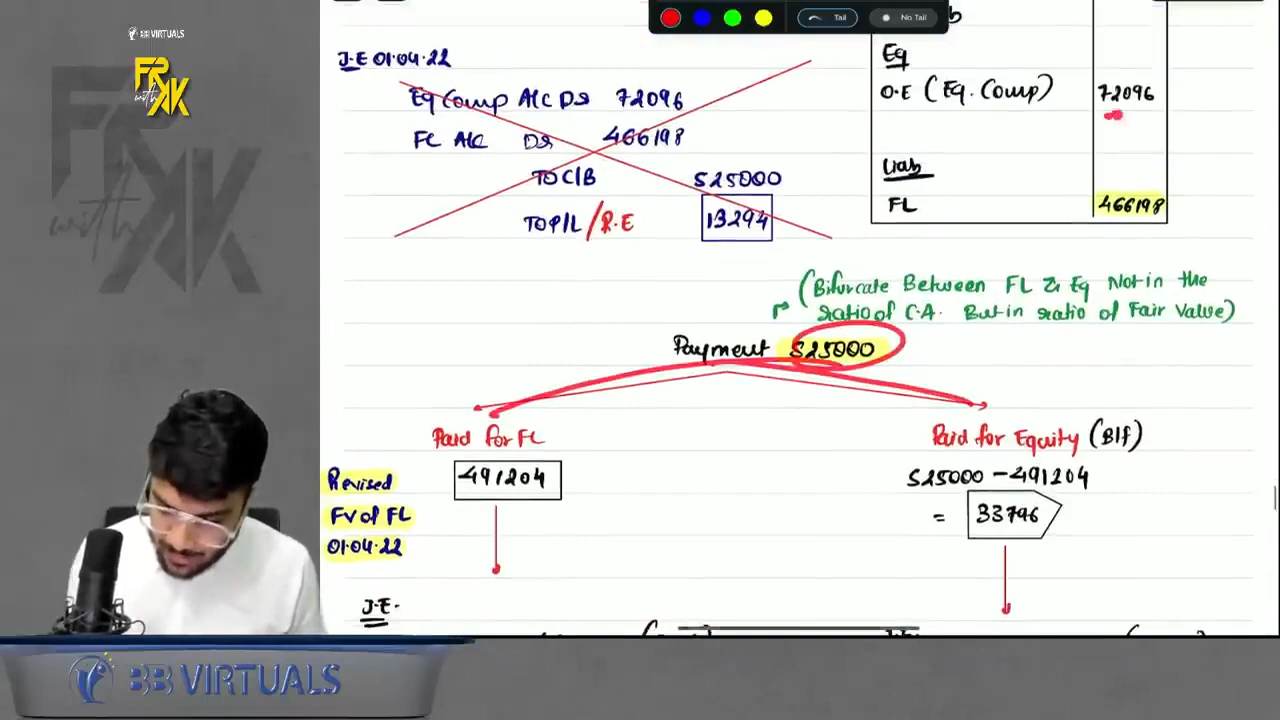 BB VIRTUALS
FR
with AK
Tail
No Tail
J.E 01.04.22
Eq Comp A/c Dr 72096
FL A/c Dr 466198
TO C/B 525000
TO P/L / R.E 13294
Eq
O.E (Eq. Comp) 72096
Liab
FL 466198
(Bifurcate Between FL & Eq Not in the
ratio of C.A. But in ratio of Fair Value)
Payment 525000
Paid for FL
Paid for Equity (B/f)
491204
525000 - 491204
= 33796
Revised
FV of FL
01.04.22
J.E.
BB VIRTUALS